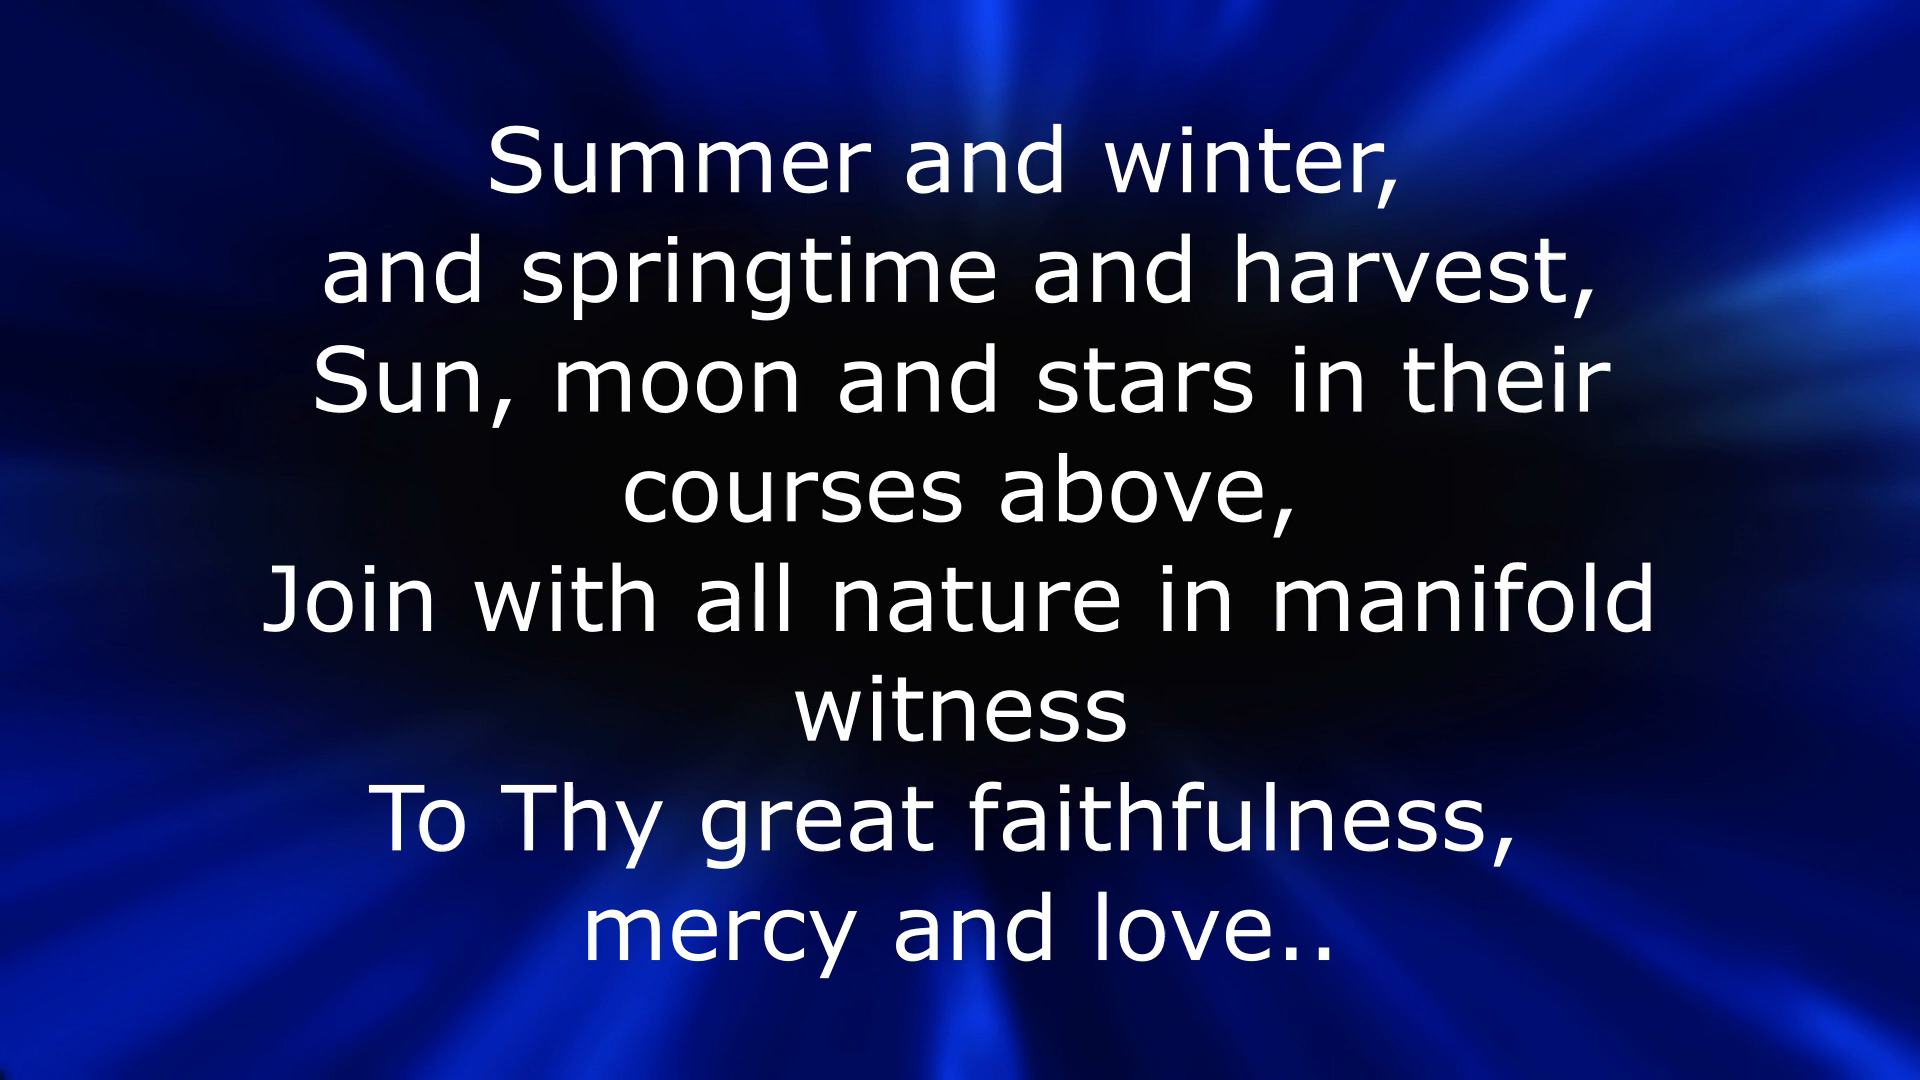 Summer and winter,
and springtime and harvest,
Sun, moon and stars in their
courses above,
Join with all nature in manifold
witness
To Thy great faithfulness,
mercy and love..